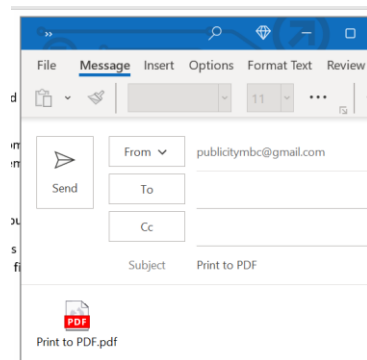 »
File Message Insert Options Format Text Review
11
From publicitymbc@gmail.com
Send
To
Cc
Subject Print to PDF
PDF
Print to PDF.pdf